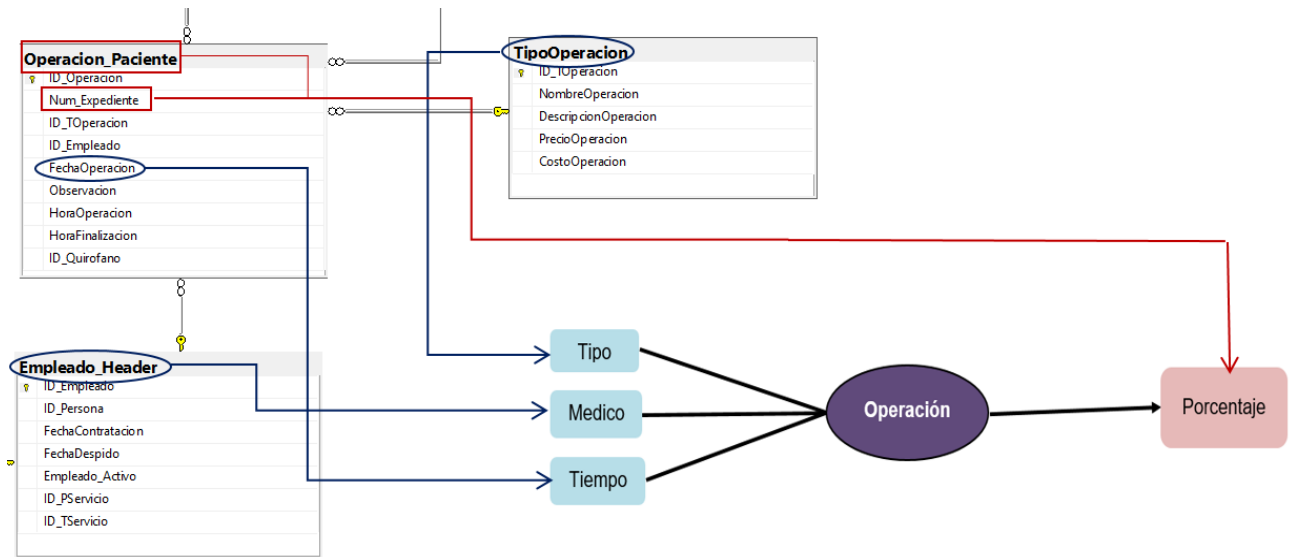 Operacion_Paciente
ID_Operacion
Num_Expediente
ID_TOperacion
ID_Empleado
FechaOperacion
Observacion
HoraOperacion
HoraFinalizacion
ID_Quirofano
TipoOperacion
ID_TOperacion
NombreOperacion
DescripcionOperacion
PrecioOperacion
CostoOperacion
Empleado_Header
ID_Empleado
ID_Persona
FechaContratacion
FechaDespido
Empleado_Activo
ID_PServicio
ID_TServicio
Tipo
Medico
Tiempo
Operación
Porcentaje